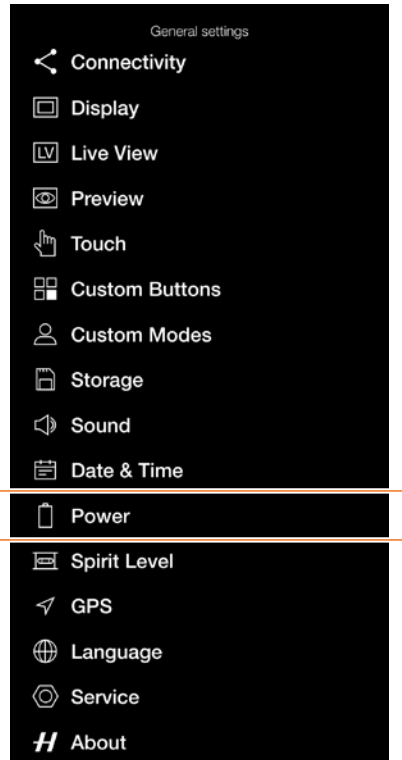 General settings
Connectivity
Display
LV Live View
Preview
Touch
Custom Buttons
Custom Modes
Storage
Sound
Date & Time
Power
Spirit Level
GPS
Language
Service
H About